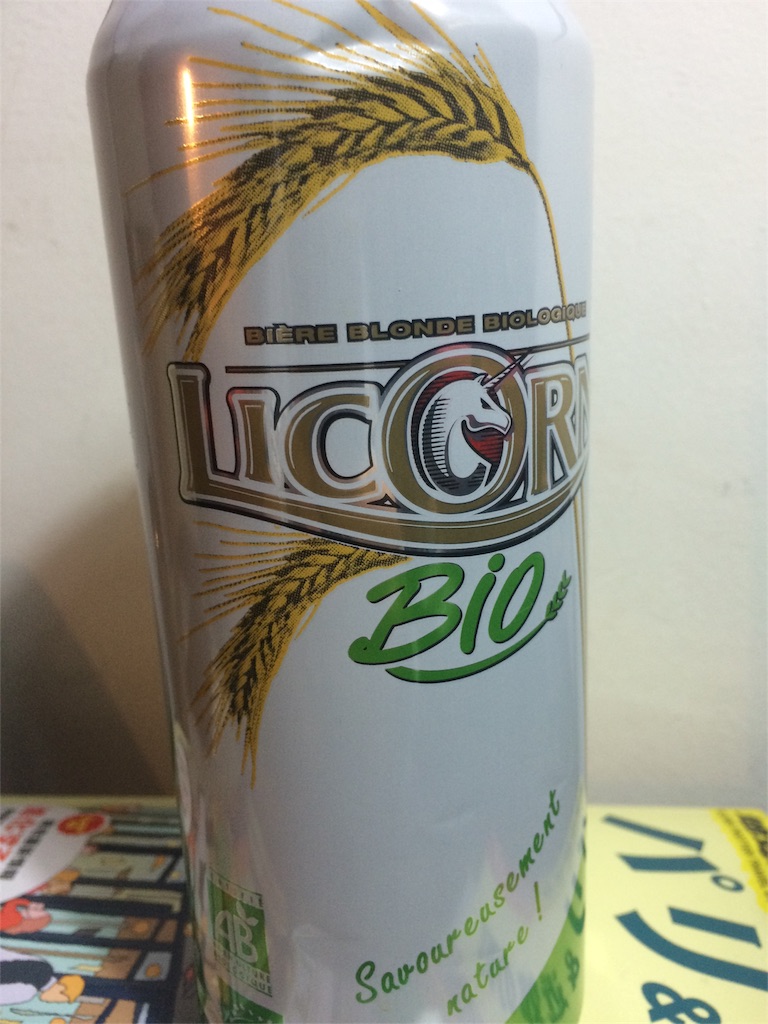 BIÈRE BLONDE BIOLOGIQUE
LICORN
Bio
Savoureusement
nature !
AB
パリ
&